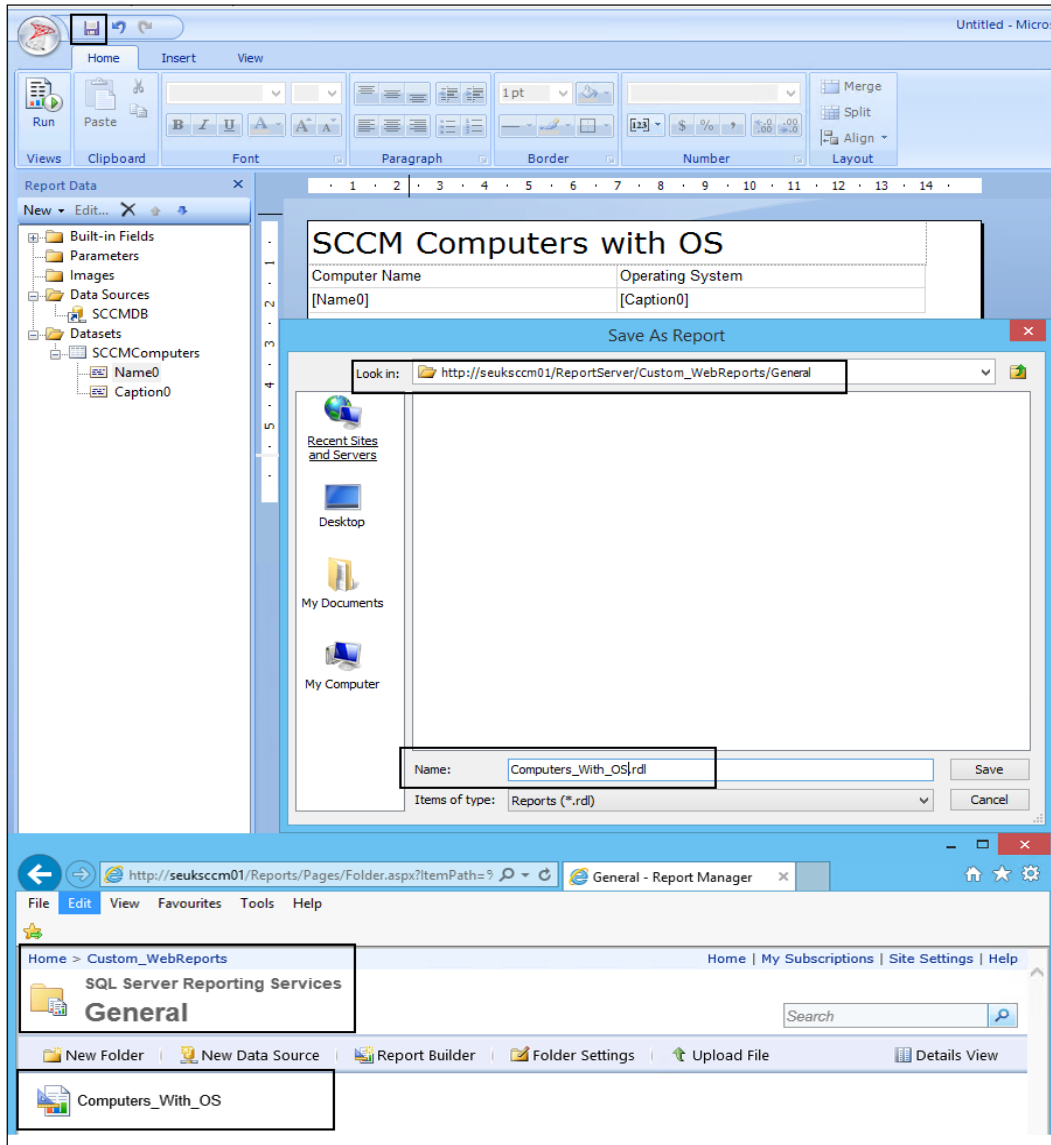 Untitled - Micro
Home Insert View
Run Paste
B I U A A A
1 pt
123 $ % ,
Merge
Split
Align
Views Clipboard Font Paragraph Border Number Layout
Report Data
New Edit...
Built-in Fields
Parameters
Images
Data Sources
SCCMDB
Datasets
SCCMComputers
Name0
Caption0
1 2 3 4 5 6 7 8 9 10 11 12 13 14
1
2
3
4
5
SCCM Computers with OS
Computer Name Operating System
[Name0] [Caption0]
Save As Report
Look in: http://seuksccm01/ReportServer/Custom_WebReports/General
Recent Sites
and Servers
Desktop
My Documents
My Computer
Name: Computers_With_OS.rdl
Items of type: Reports (*.rdl)
Save
Cancel
http://seuksccm01/Reports/Pages/Folder.aspx?ItemPath=
General - Report Manager
File Edit View Favourites Tools Help
Home > Custom_WebReports
Home | My Subscriptions | Site Settings | Help
SQL Server Reporting Services
General
Search
New Folder New Data Source Report Builder Folder Settings Upload File Details View
Computers_With_OS